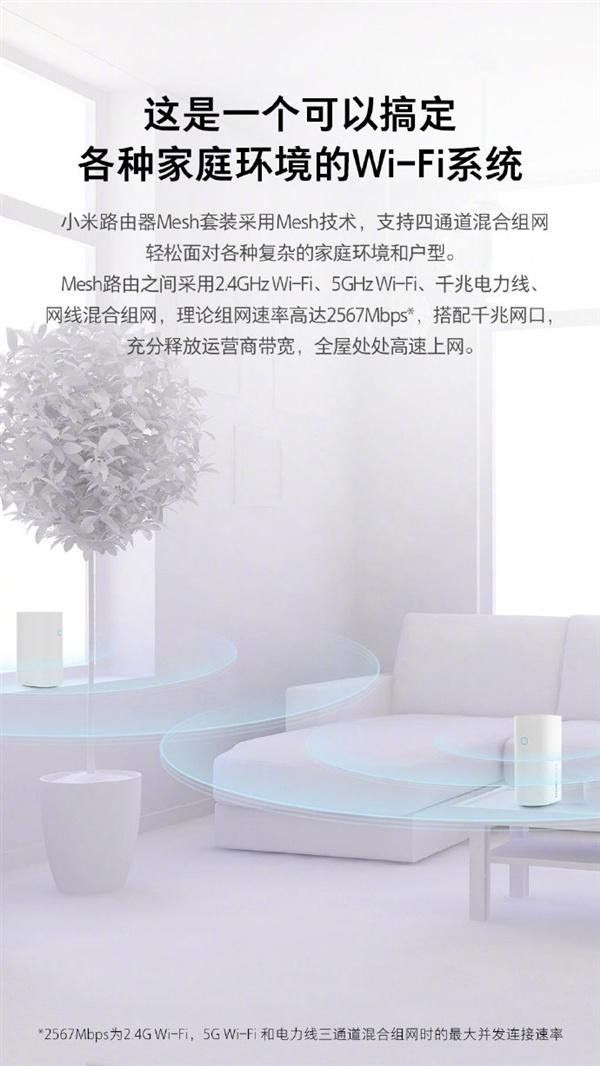 这是一个可以搞定
各种家庭环境的Wi-Fi系统
小米路由器Mesh套装采用Mesh技术，支持四通道混合组网
轻松面对各种复杂的家庭环境和户型。
Mesh路由之间采用2.4GHz Wi-Fi、5GHz Wi-Fi、千兆电力线、
网线混合组网，理论组网速率高达2567Mbps*，搭配千兆网口，
充分释放运营商带宽，全屋处处高速上网。
*2567Mbps为2.4G Wi-Fi，5G Wi-Fi 和电力线三通道混合组网时的最大并发连接速率